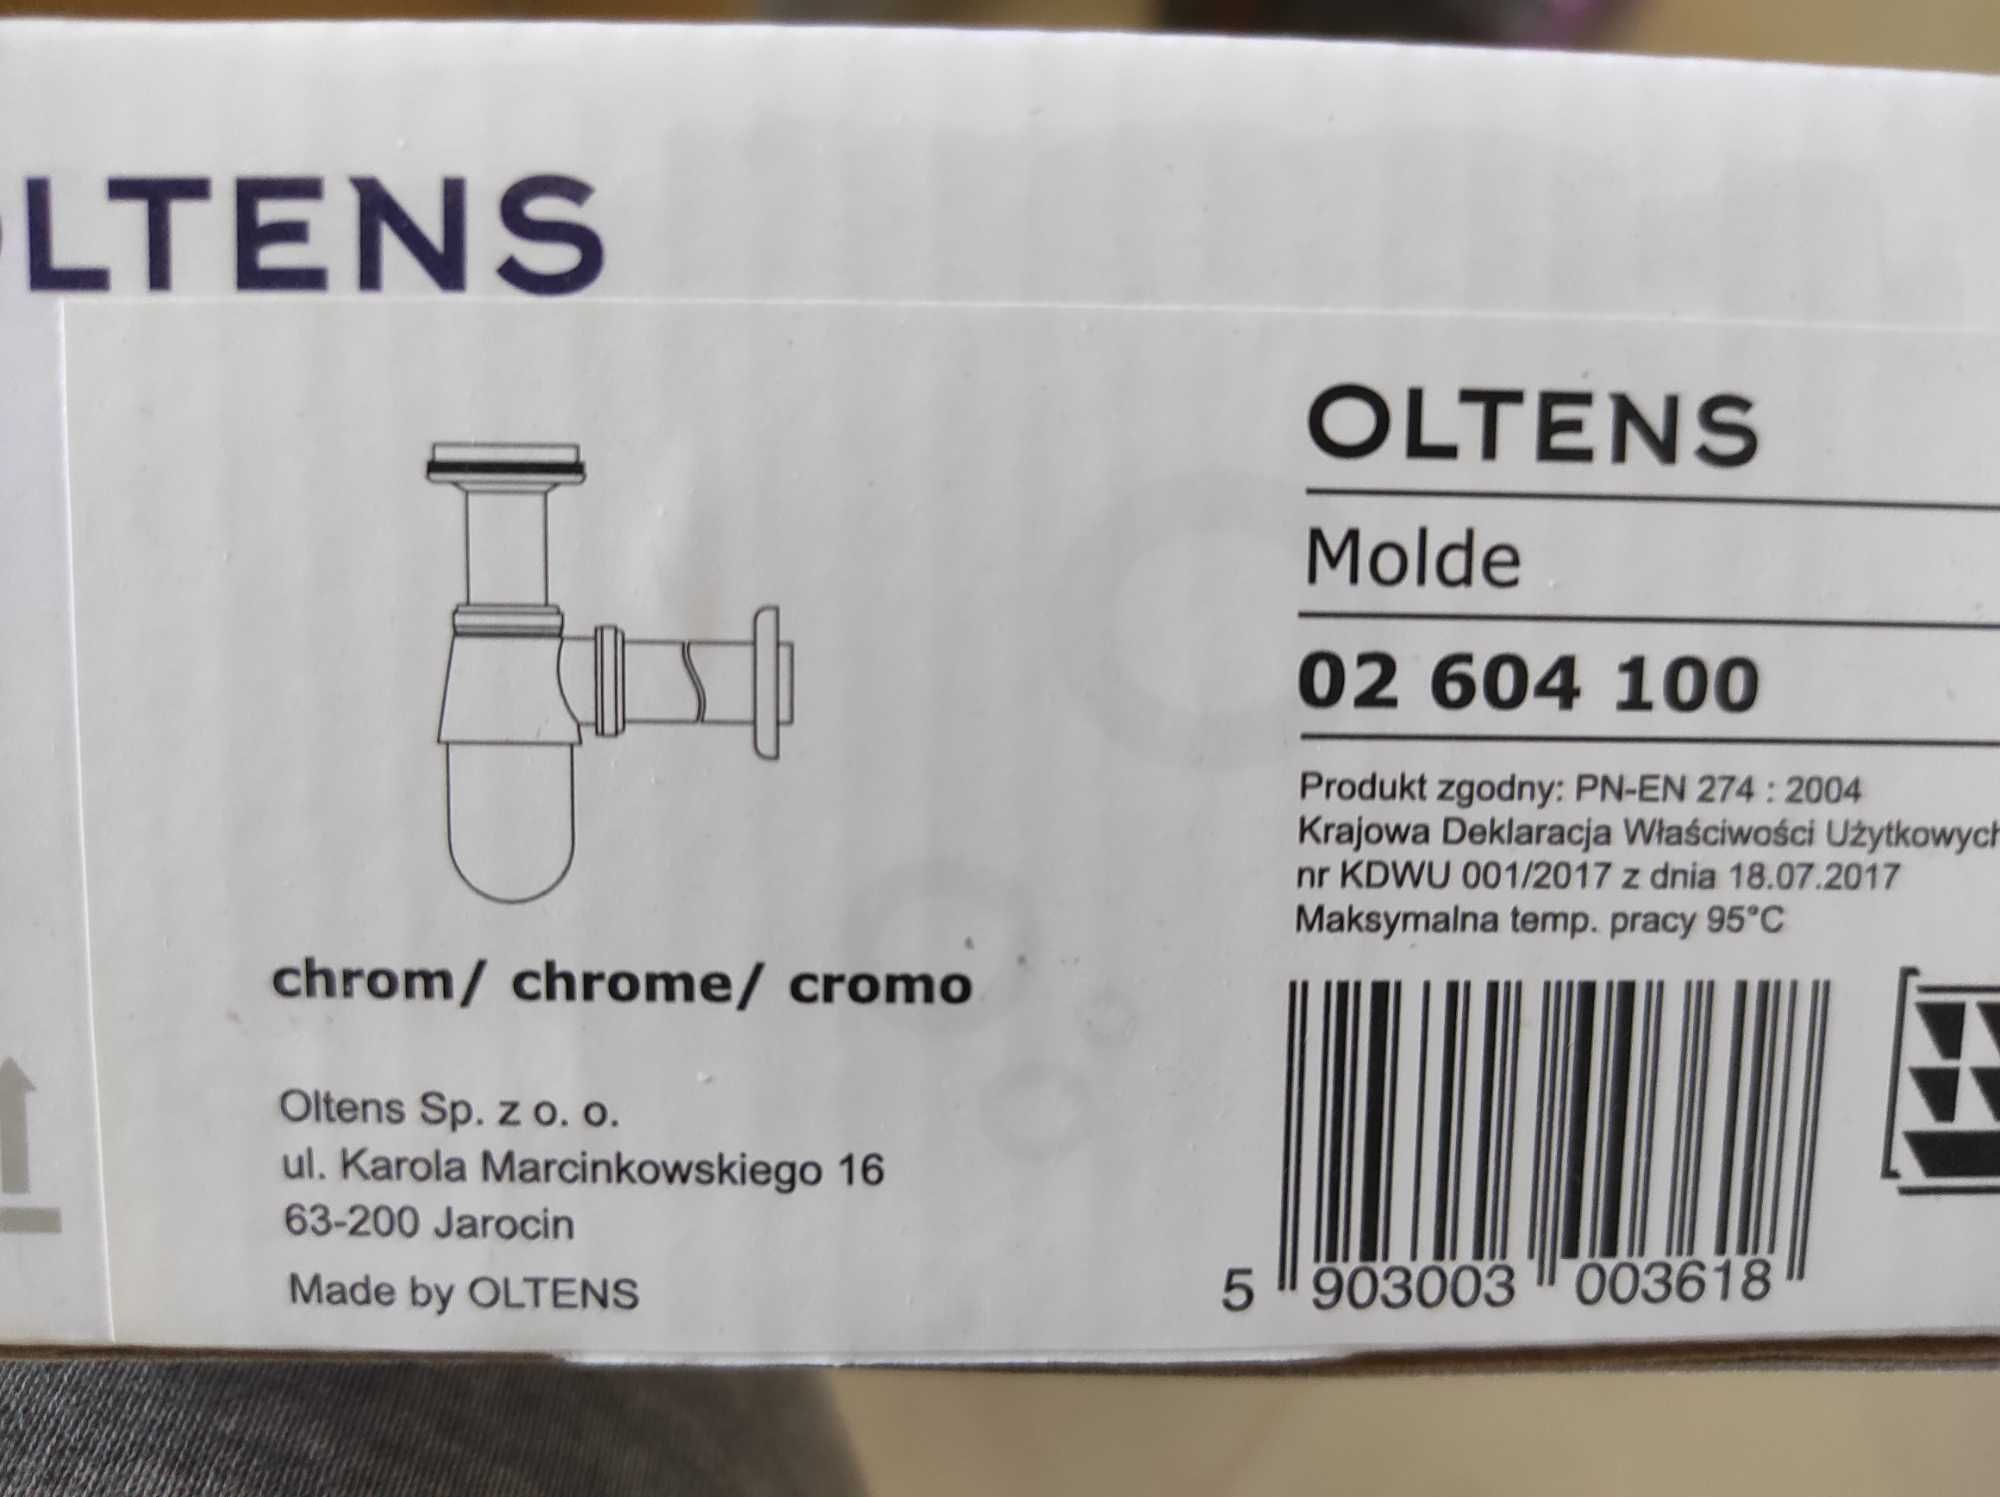 OLTENS
OLTENS
Molde
02 604 100
Produkt zgodny: PN-EN 274 : 2004
Krajowa Deklaracja Właściwości Użytkowych
nr KDWU 001/2017 z dnia 18.07.2017
Maksymalna temp. pracy 95°C
chrom/ chrome/ cromo
Oltens Sp. z o. o.
ul. Karola Marcinkowskiego 16
63-200 Jarocin
Made by OLTENS
5 903003 003618